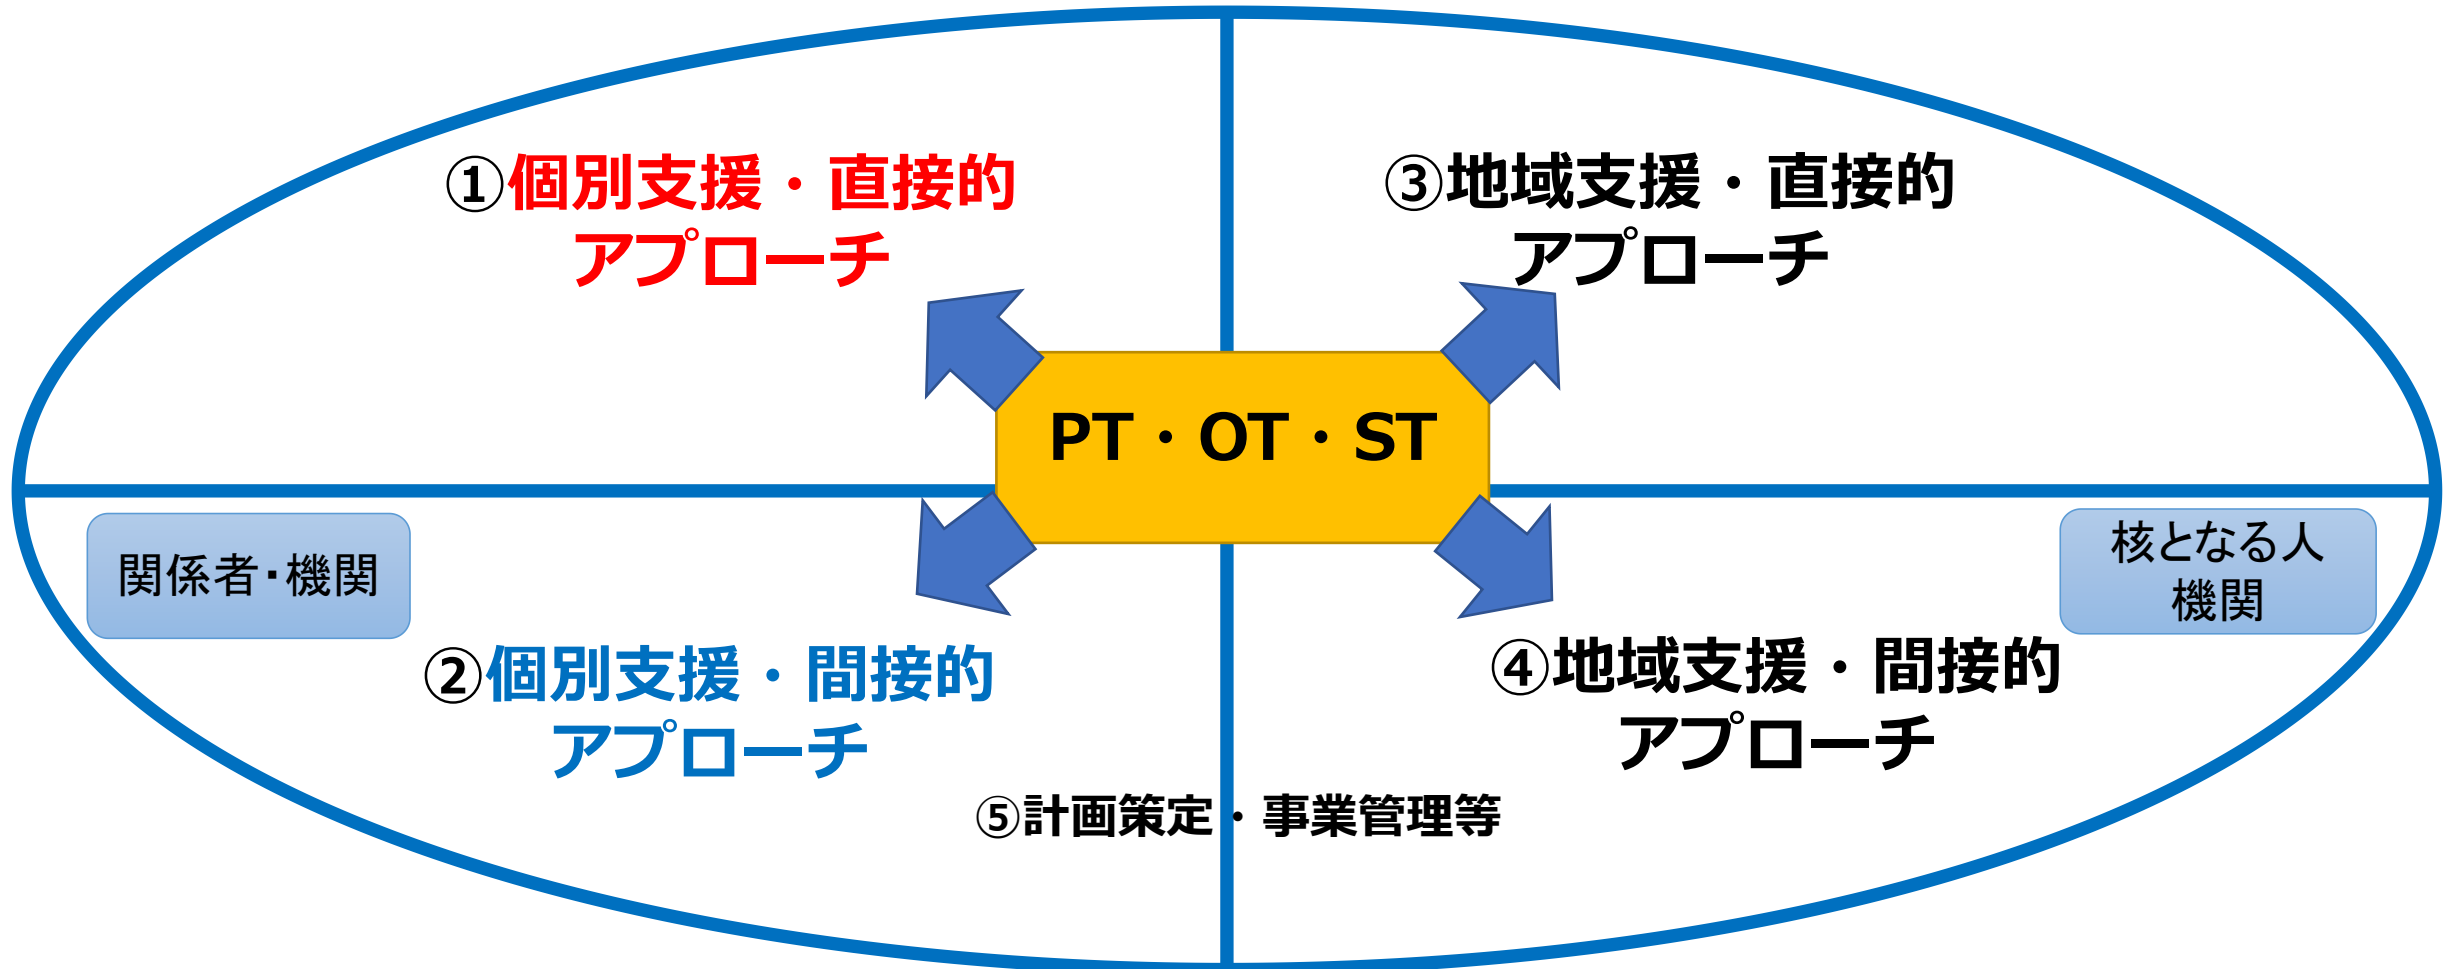 ①個別支援・直接的
アプローチ
③地域支援・直接的
アプローチ
PT・OT・ST
関係者・機関
核となる人
機関
②個別支援・間接的
アプローチ
④地域支援・間接的
アプローチ
⑤計画策定・事業管理等